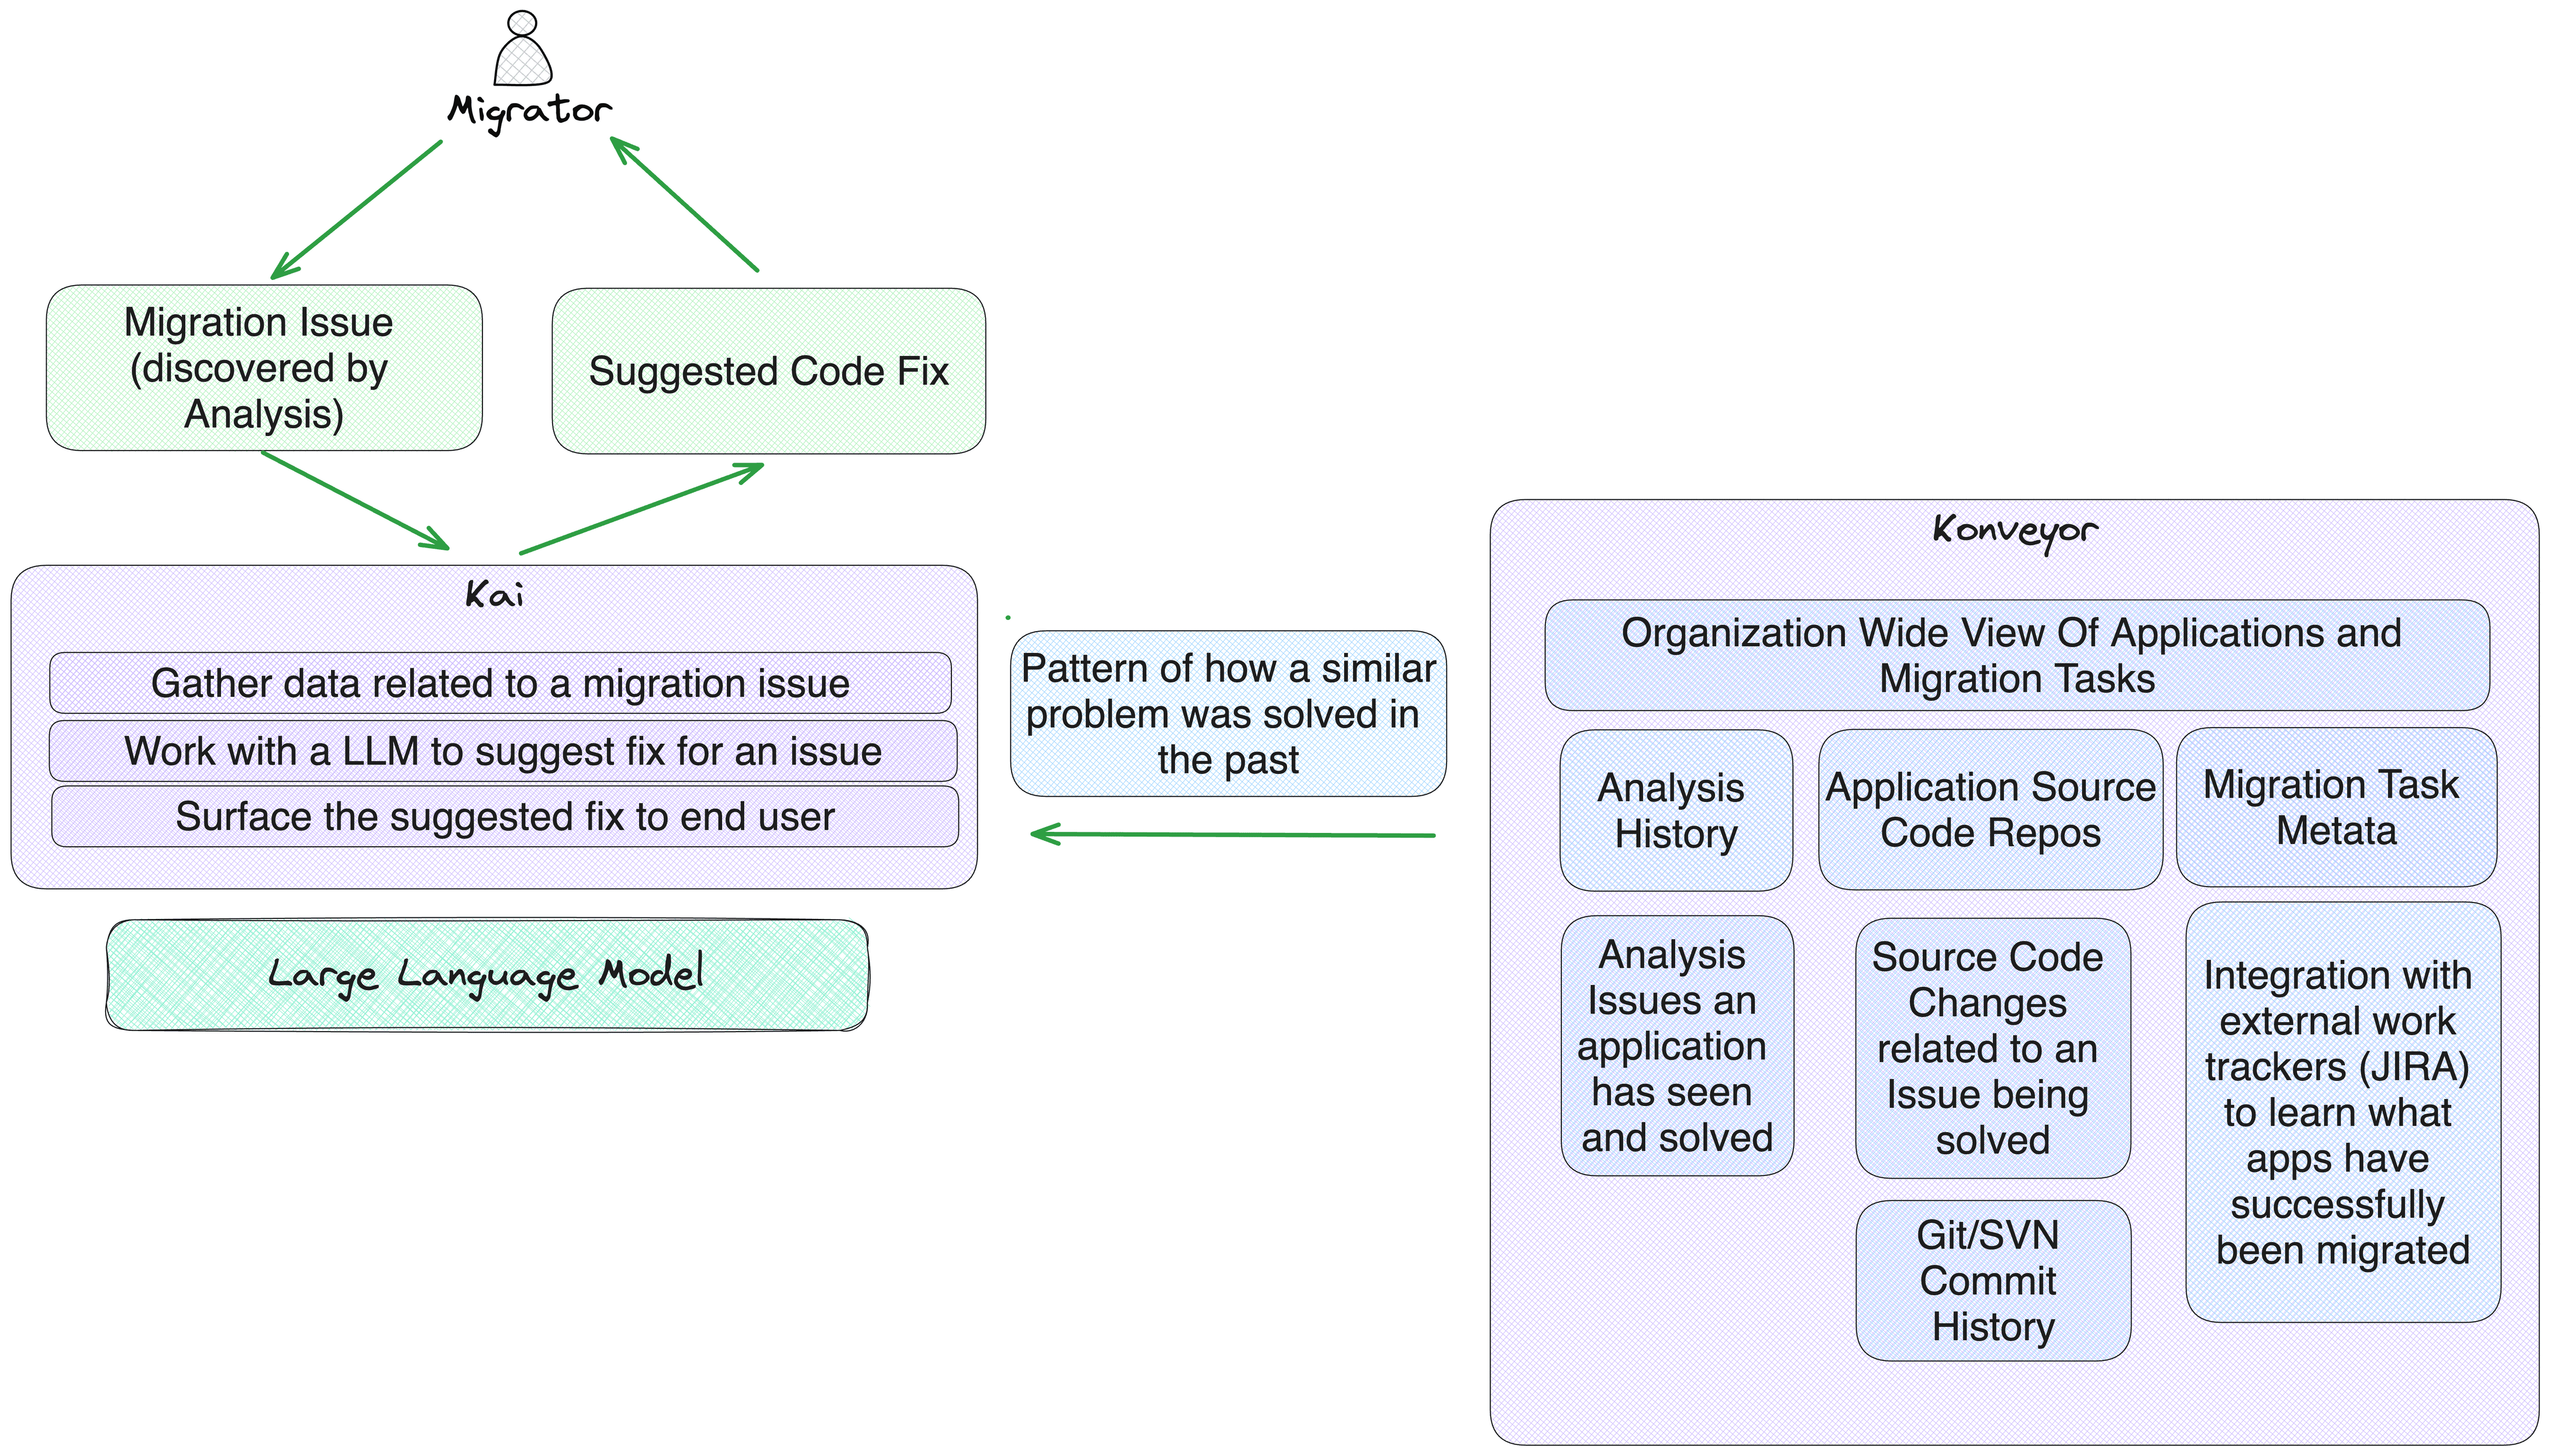 Migrator
Migration Issue
(discovered by
Analysis)
Suggested Code Fix
Kai
Gather data related to a migration issue
Work with a LLM to suggest fix for an issue
Surface the suggested fix to end user
Large Language Model
Pattern of how a similar
problem was solved in
the past
Konveyor
Organization Wide View Of Applications and
Migration Tasks
Analysis
History
Application Source
Code Repos
Migration Task
Metata
Analysis
Issues an
application
has seen
and solved
Source Code
Changes
related to an
Issue being
solved
Git/SVN
Commit
History
Integration with
external work
trackers (JIRA)
to learn what
apps have
successfully
been migrated